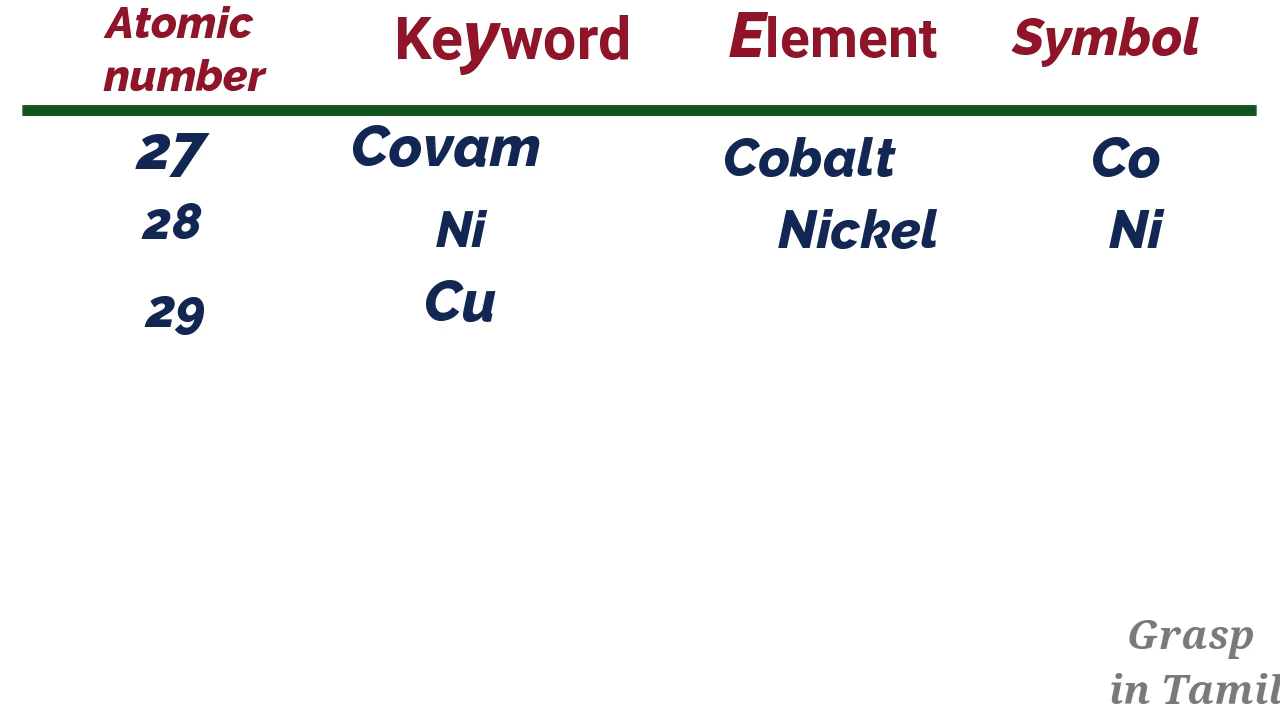 Atomic number Keyword Element Symbol
27 Covam Cobalt Co
28 Ni Nickel Ni
29 Cu
Grasp
in Tamil